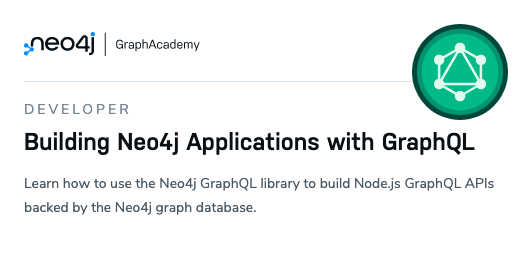 neo4j GraphAcademy
DEVELOPER
Building Neo4j Applications with GraphQL
Learn how to use the Neo4j GraphQL library to build Node.js GraphQL APIs
backed by the Neo4j graph database.